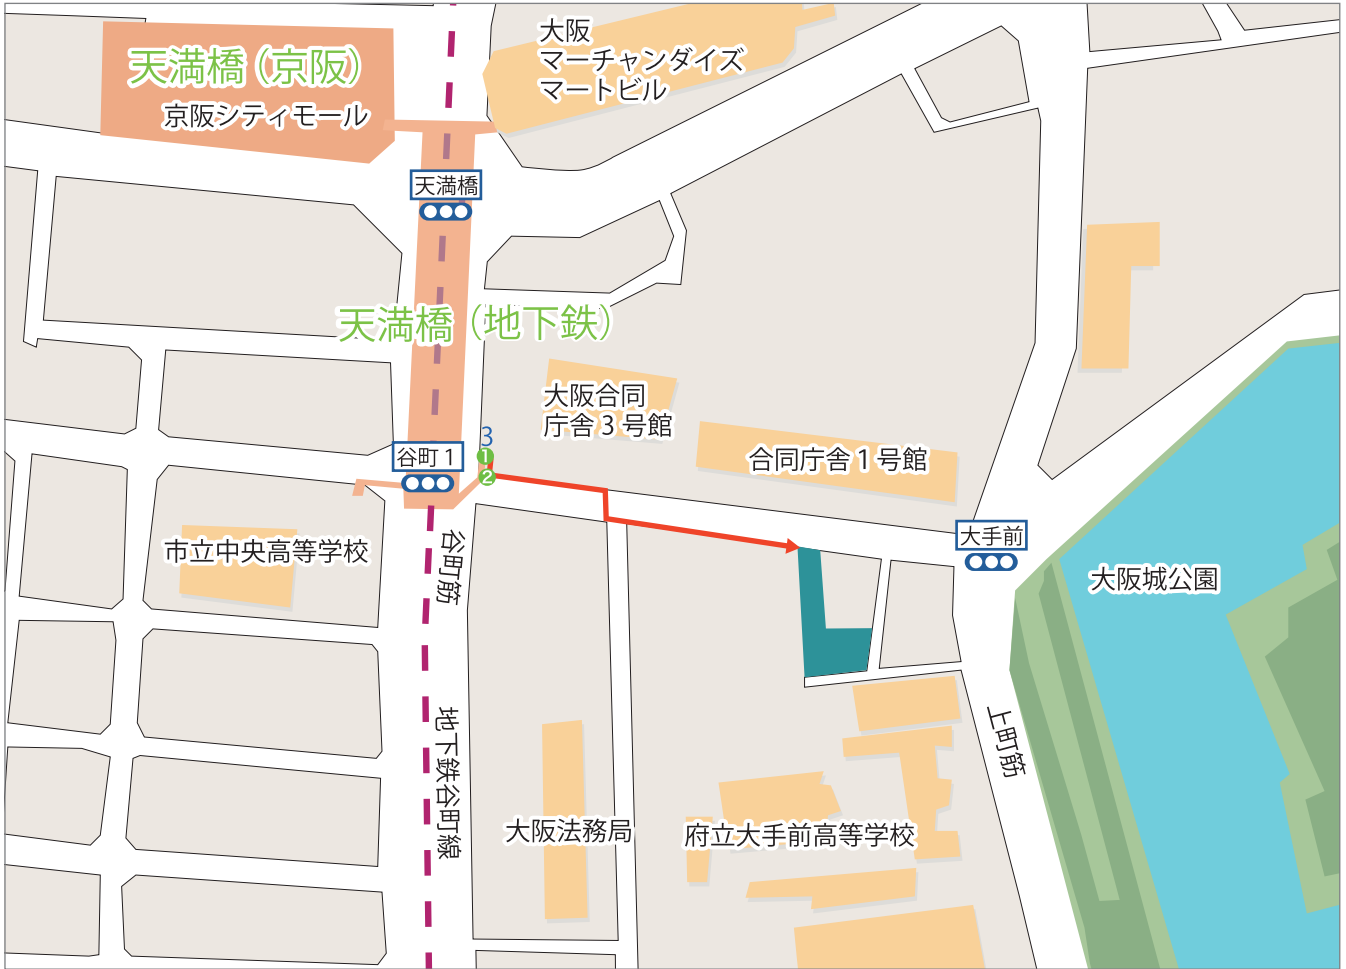 大阪
マーチャンダイズ
マートビル
天満橋（京阪）
京阪シティモール
天満橋
天満橋（地下鉄）
大阪合同
庁舎３号館
3
1
2
谷町１
合同庁舎１号館
大手前
市立中央高等学校
谷町筋
大阪城公園
地下鉄谷町線
上町筋
大阪法務局
府立大手前高等学校